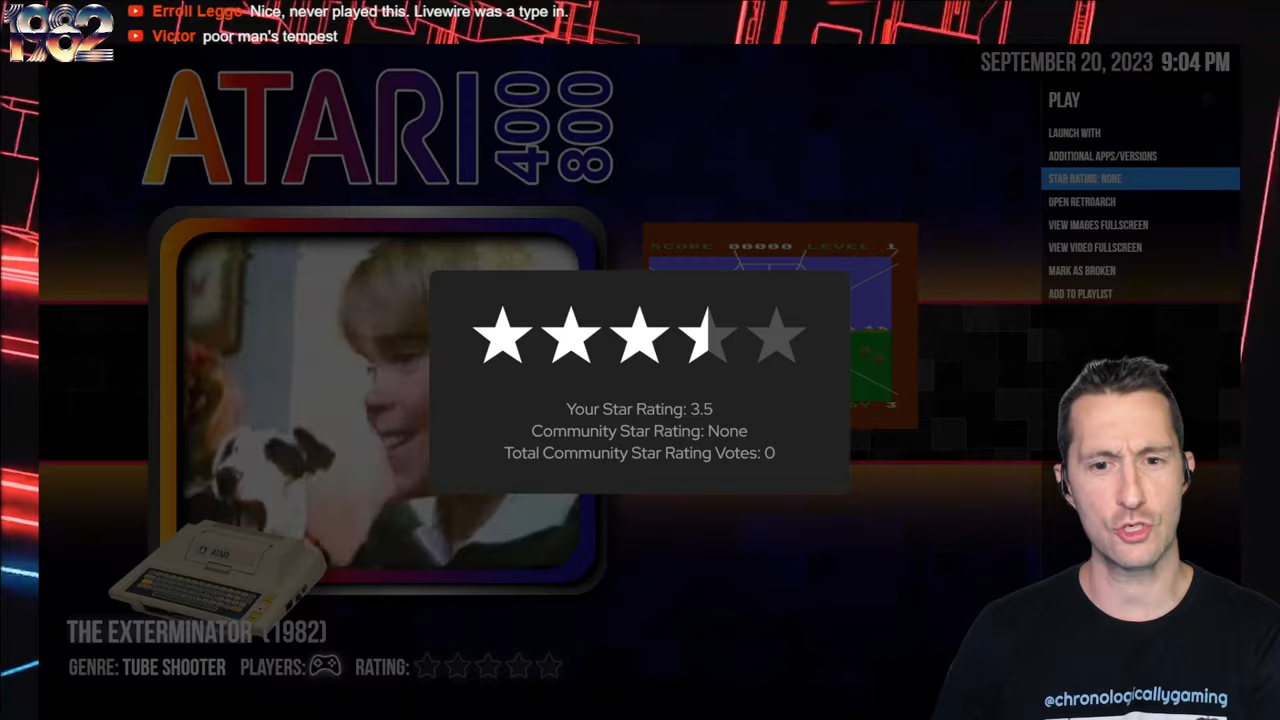 1982
Erroll Legge Nice, never played this. Livewire was a type in.
Victor poor man's tempest
SEPTEMBER 20, 2023 9:04 PM
ATARI 400 800
PLAY
LAUNCH WITH
ADDITIONAL APPS/VERSIONS
STAR RATING: NONE
OPEN RETROARCH
VIEW IMAGES FULLSCREEN
VIEW VIDEO FULLSCREEN
MARK AS BROKEN
ADD TO PLAYLIST
SCORE 00000 LEVEL 1
3
Your Star Rating: 3.5
Community Star Rating: None
Total Community Star Rating Votes: 0
ATARI
THE EXTERMINATOR (1982)
GENRE: TUBE SHOOTER PLAYERS: RATING:
@chronologicallygaming